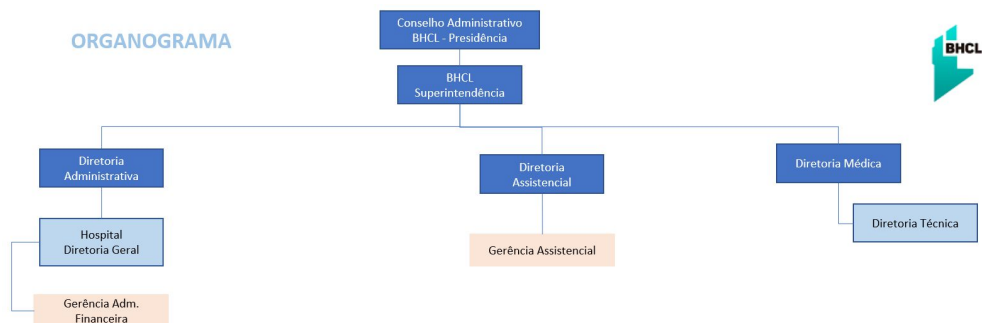 Conselho Administrativo
BHCL - Presidência
ORGANOGRAMA
BHCL
BHCL
Superintendência
Diretoria
Administrativa
Diretoria
Assistencial
Diretoria Médica
Diretoria Técnica
Hospital
Diretoria Geral
Gerência Assistencial
Gerência Adm.
Financeira